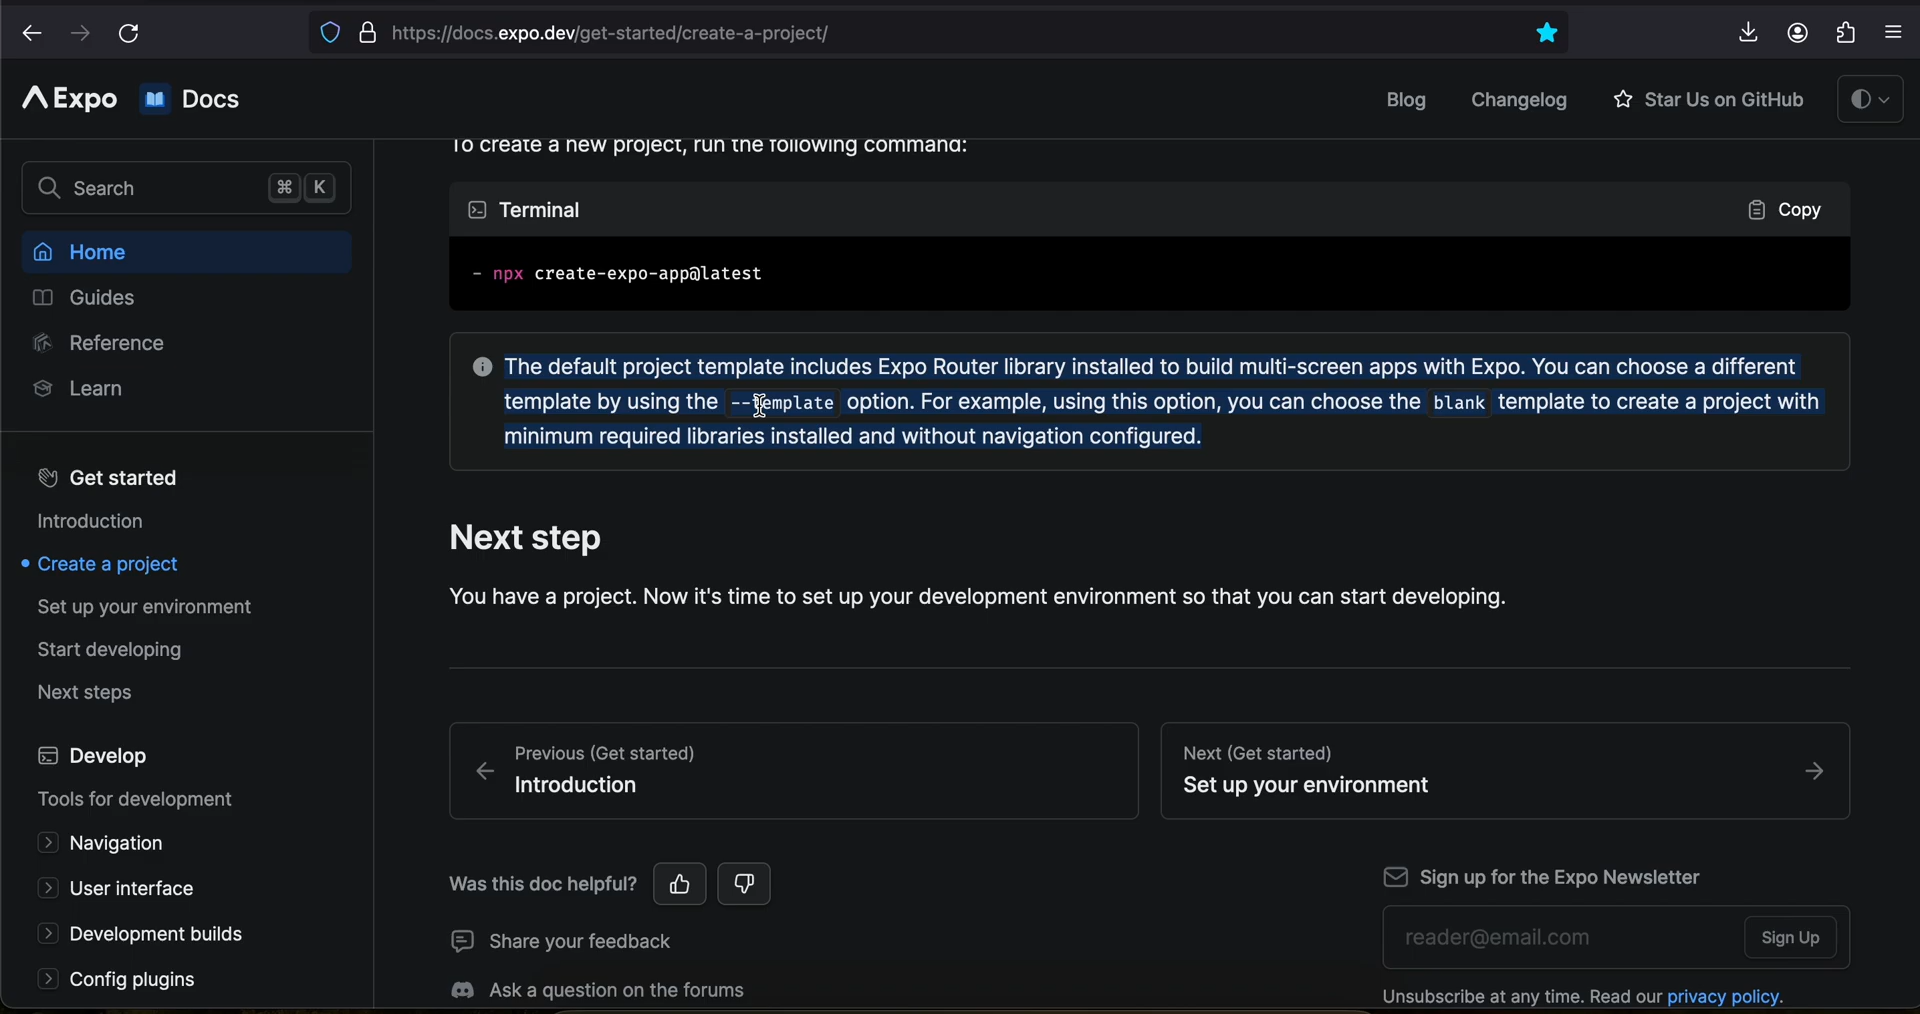 https://docs.expo.dev/get-started/create-a-project/
Expo Docs
Blog
Changelog
Star Us on GitHub
Search ⌘ K
Home
Guides
Reference
Learn
Get started
Introduction
Create a project
Set up your environment
Start developing
Next steps
Develop
Tools for development
Navigation
User interface
Development builds
Config plugins
To create a new project, run the following command:
Terminal
Copy
- npx create-expo-app@latest
The default project template includes Expo Router library installed to build multi-screen apps with Expo. You can choose a different
template by using the --template option. For example, using this option, you can choose the blank template to create a project with
minimum required libraries installed and without navigation configured.
Next step
You have a project. Now it's time to set up your development environment so that you can start developing.
Previous (Get started)
Introduction
Next (Get started)
Set up your environment
Was this doc helpful?
Share your feedback
Ask a question on the forums
Sign up for the Expo Newsletter
reader@email.com
Sign Up
Unsubscribe at any time. Read our privacy policy.